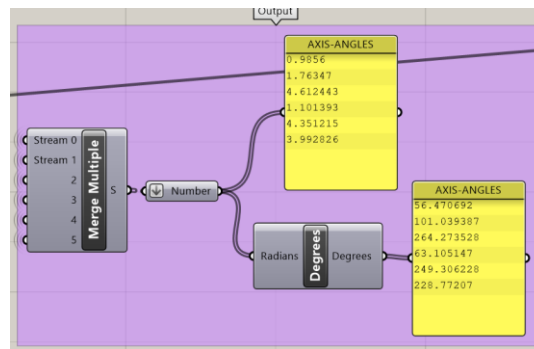 Output
AXIS-ANGLES
0.9856
1.76347
4.612443
1.101393
4.351215
3.992826
Stream 0
Stream 1
2
3
4
5
Merge Multiple
S
Number
Radians
Degrees
Degrees
AXIS-ANGLES
56.470692
101.039387
264.273528
63.105147
249.306228
228.77207